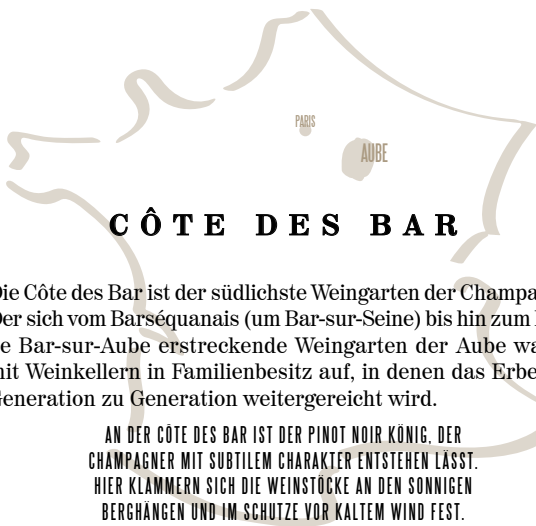 PARIS
AUBE
CÔTE DES BAR
Die Côte des Bar ist der südlichste Weingarten der
Der sich vom Barséquanais (um Bar-sur-Seine) bis hin zum
Bar-sur-Aube erstreckende Weingarten der Aube
mit Weinkellern in Familienbesitz auf, in denen das Erbe
Generation zu Generation weitergereicht wird.
AN DER CÔTE DES BAR IST DER PINOT NOIR KÖNIG, DER
CHAMPAGNER MIT SUBTILEM CHARAKTER ENTSTEHEN LÄSST.
HIER KLAMMERN SICH DIE WEINSTÖCKE AN DEN SONNIGEN
BERGHÄNGEN UND IM SCHUTZE VOR KALTEM WIND FEST.